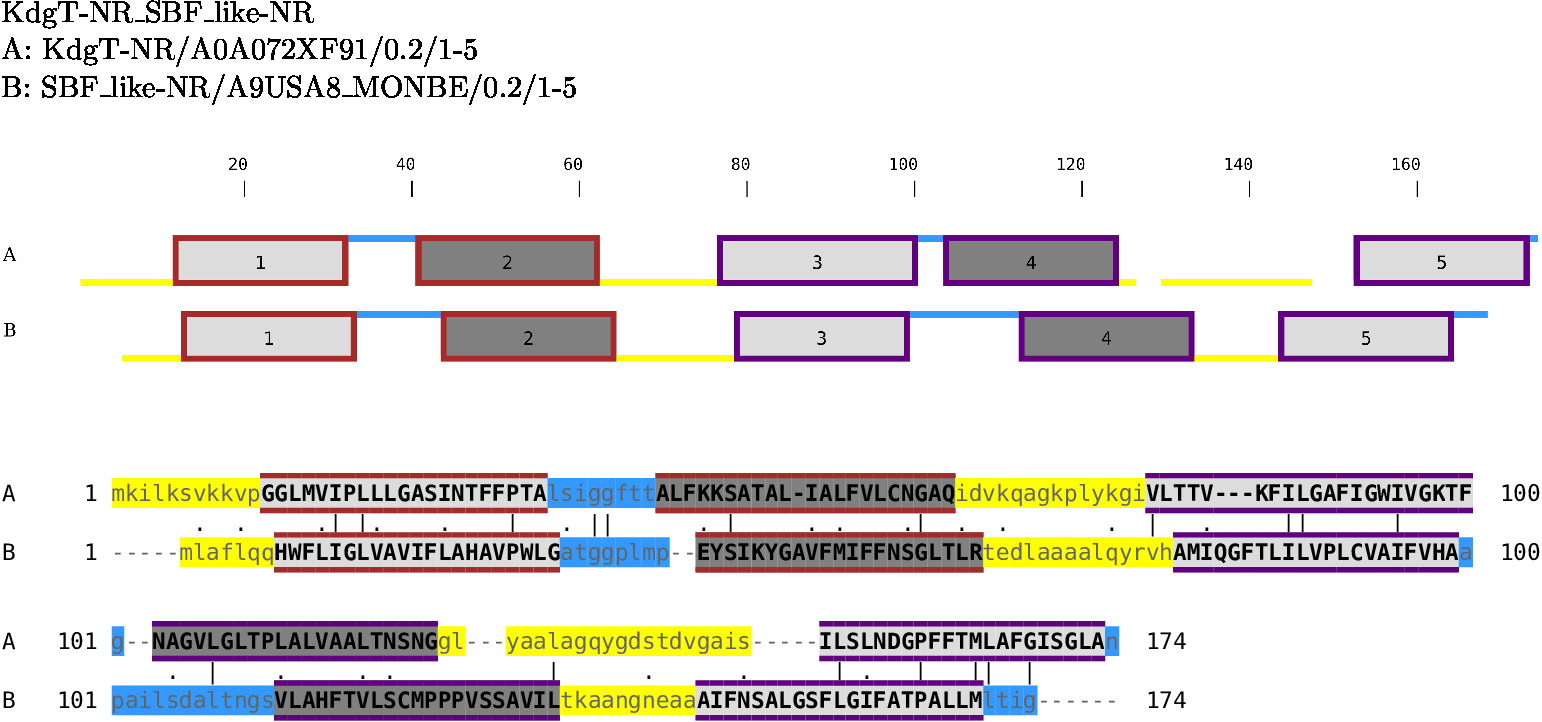 KdgT-NR_SBF_like-NR
A: KdgT-NR/A0A072XF91/0.2/1-5
B: SBF_like-NR/A9USA8_MONBE/0.2/1-5
20 40 60 80 100 120 140 160
A 1 2 3 4 5
B 1 2 3 4 5
A 1 mkilksvkkvpGGLMVIPLLLGASINTFFPTAlsiggfttALFKKSATAL-IALFVLCNGAQidvkqagkplykgiVLTTV---KFILGAFIGWIVGKTF 100
B 1 -----mlaflqqHWFLIGLVAVIFLAHAVPWLGatggplmp--EYSIKYGAVFMIFFNSGLTLRtedlaaaalqyrvhAMIQGFTLILVPLCVAIFVHAa 100
A 101 g--NAGVLGLTPLALVAALTNSNGgl---yaalagqygdstdvgais-----ILSLNDGPFFTMLAFGISGLAn 174
B 101 pailsdaltngsVLAHFTVLSCMPPPVSSAVILtkaangneaaAIFNSALGSFLGIFATPALLMltig------ 174